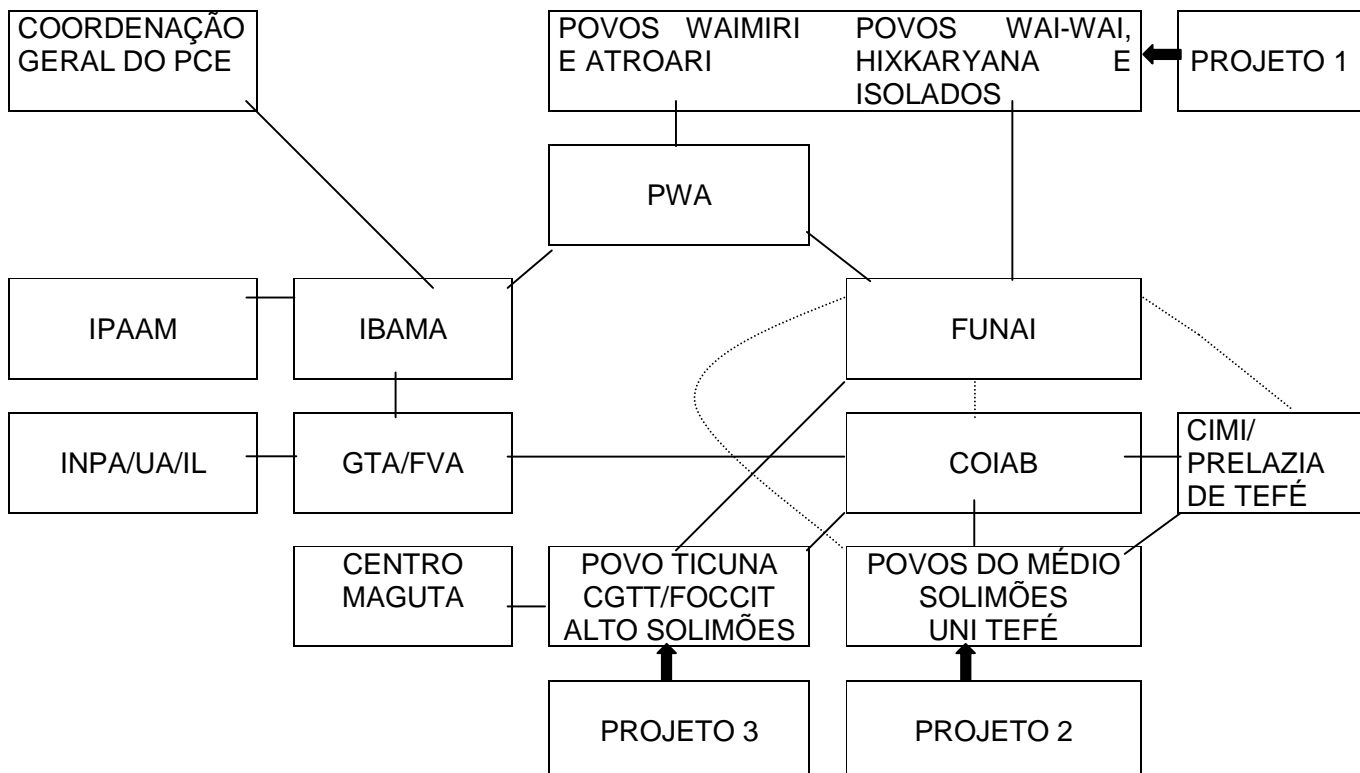 COORDENAÇÃO
GERAL DO PCE
POVOS WAIMIRI
E ATROARI
POVOS WAI-WAI,
HIXKARYANA E
ISOLADOS
PROJETO 1
PWA
IPAAM
IBAMA
FUNAI
INPA/UA/IL
GTA/FVA
COIAB
CIMI/
PRELAZIA
DE TEFÉ
CENTRO
MAGUTA
POVO TICUNA
CGTT/FOCCIT
ALTO SOLIMÕES
POVOS DO MÉDIO
SOLIMÕES
UNI TEFÉ
PROJETO 3
PROJETO 2